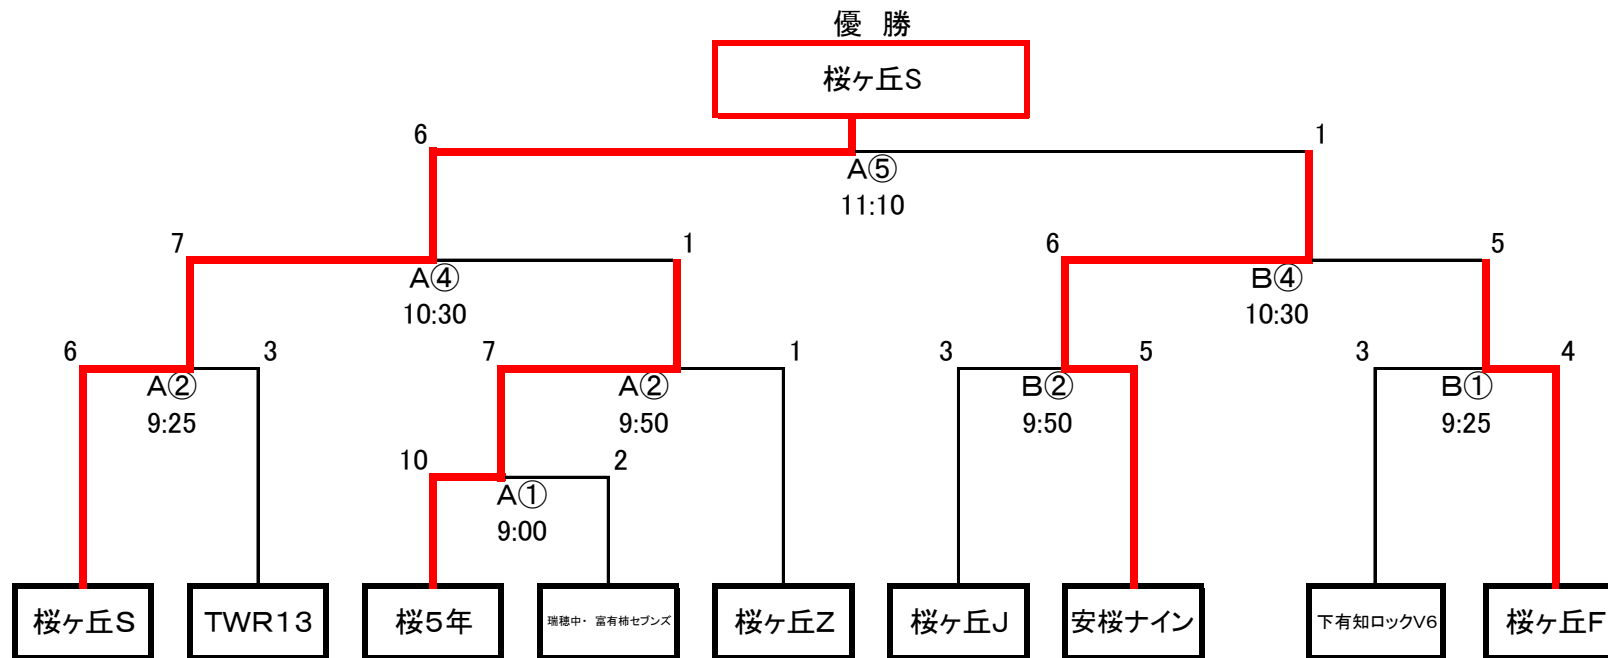 優 勝
桜ヶ丘S
6 1
A⑤
11:10
7 1 6 5
A④ B④
10:30 10:30
6 3 7 1 3 5 3 4
A② A② B② B①
9:25 9:50 9:50 9:25
10 2
A①
9:00
桜ヶ丘S TWR13 桜5年 瑞穂中・ 富有柿セブンズ 桜ヶ丘Z 桜ヶ丘J 安桜ナイン 下有知ロックV6 桜ヶ丘F